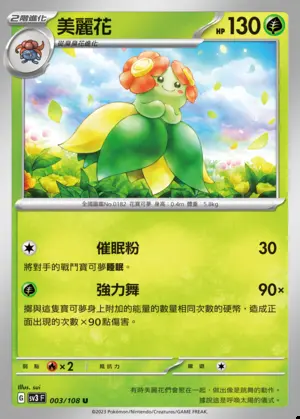 2階進化
美麗花
HP 130
從臭臭花進化
全國圖鑑No.0182 花寶可夢 身高：0.4m 體重：5.8kg
催眠粉 30
將對手的戰鬥寶可夢睡眠。
強力舞 90×
擲與這隻寶可夢身上附加的能量的數量相同次數的硬幣，造成正
面出現的次數×90點傷害。
弱點 ×2 抵抗力 撤退
Illus. sui
G SV3 F 003/108 U
©2023 Pokémon/Nintendo/Creatures/GAME FREAK.
有時美麗花們會聚在一起，做出像是跳舞的動作。
據說這是呼喚太陽的儀式。